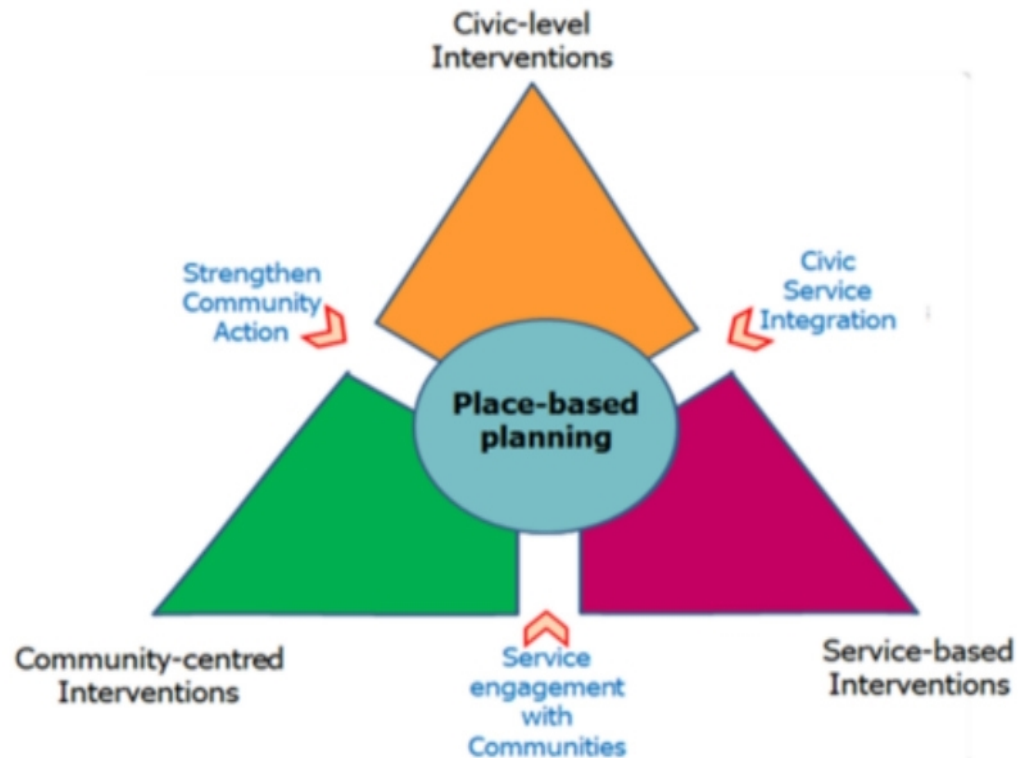 Civic-level
Interventions
Strengthen
Community
Action
Civic
Service
Integration
Place-based
planning
Community-centred
Interventions
Service
engagement
with
Communities
Service-based
Interventions